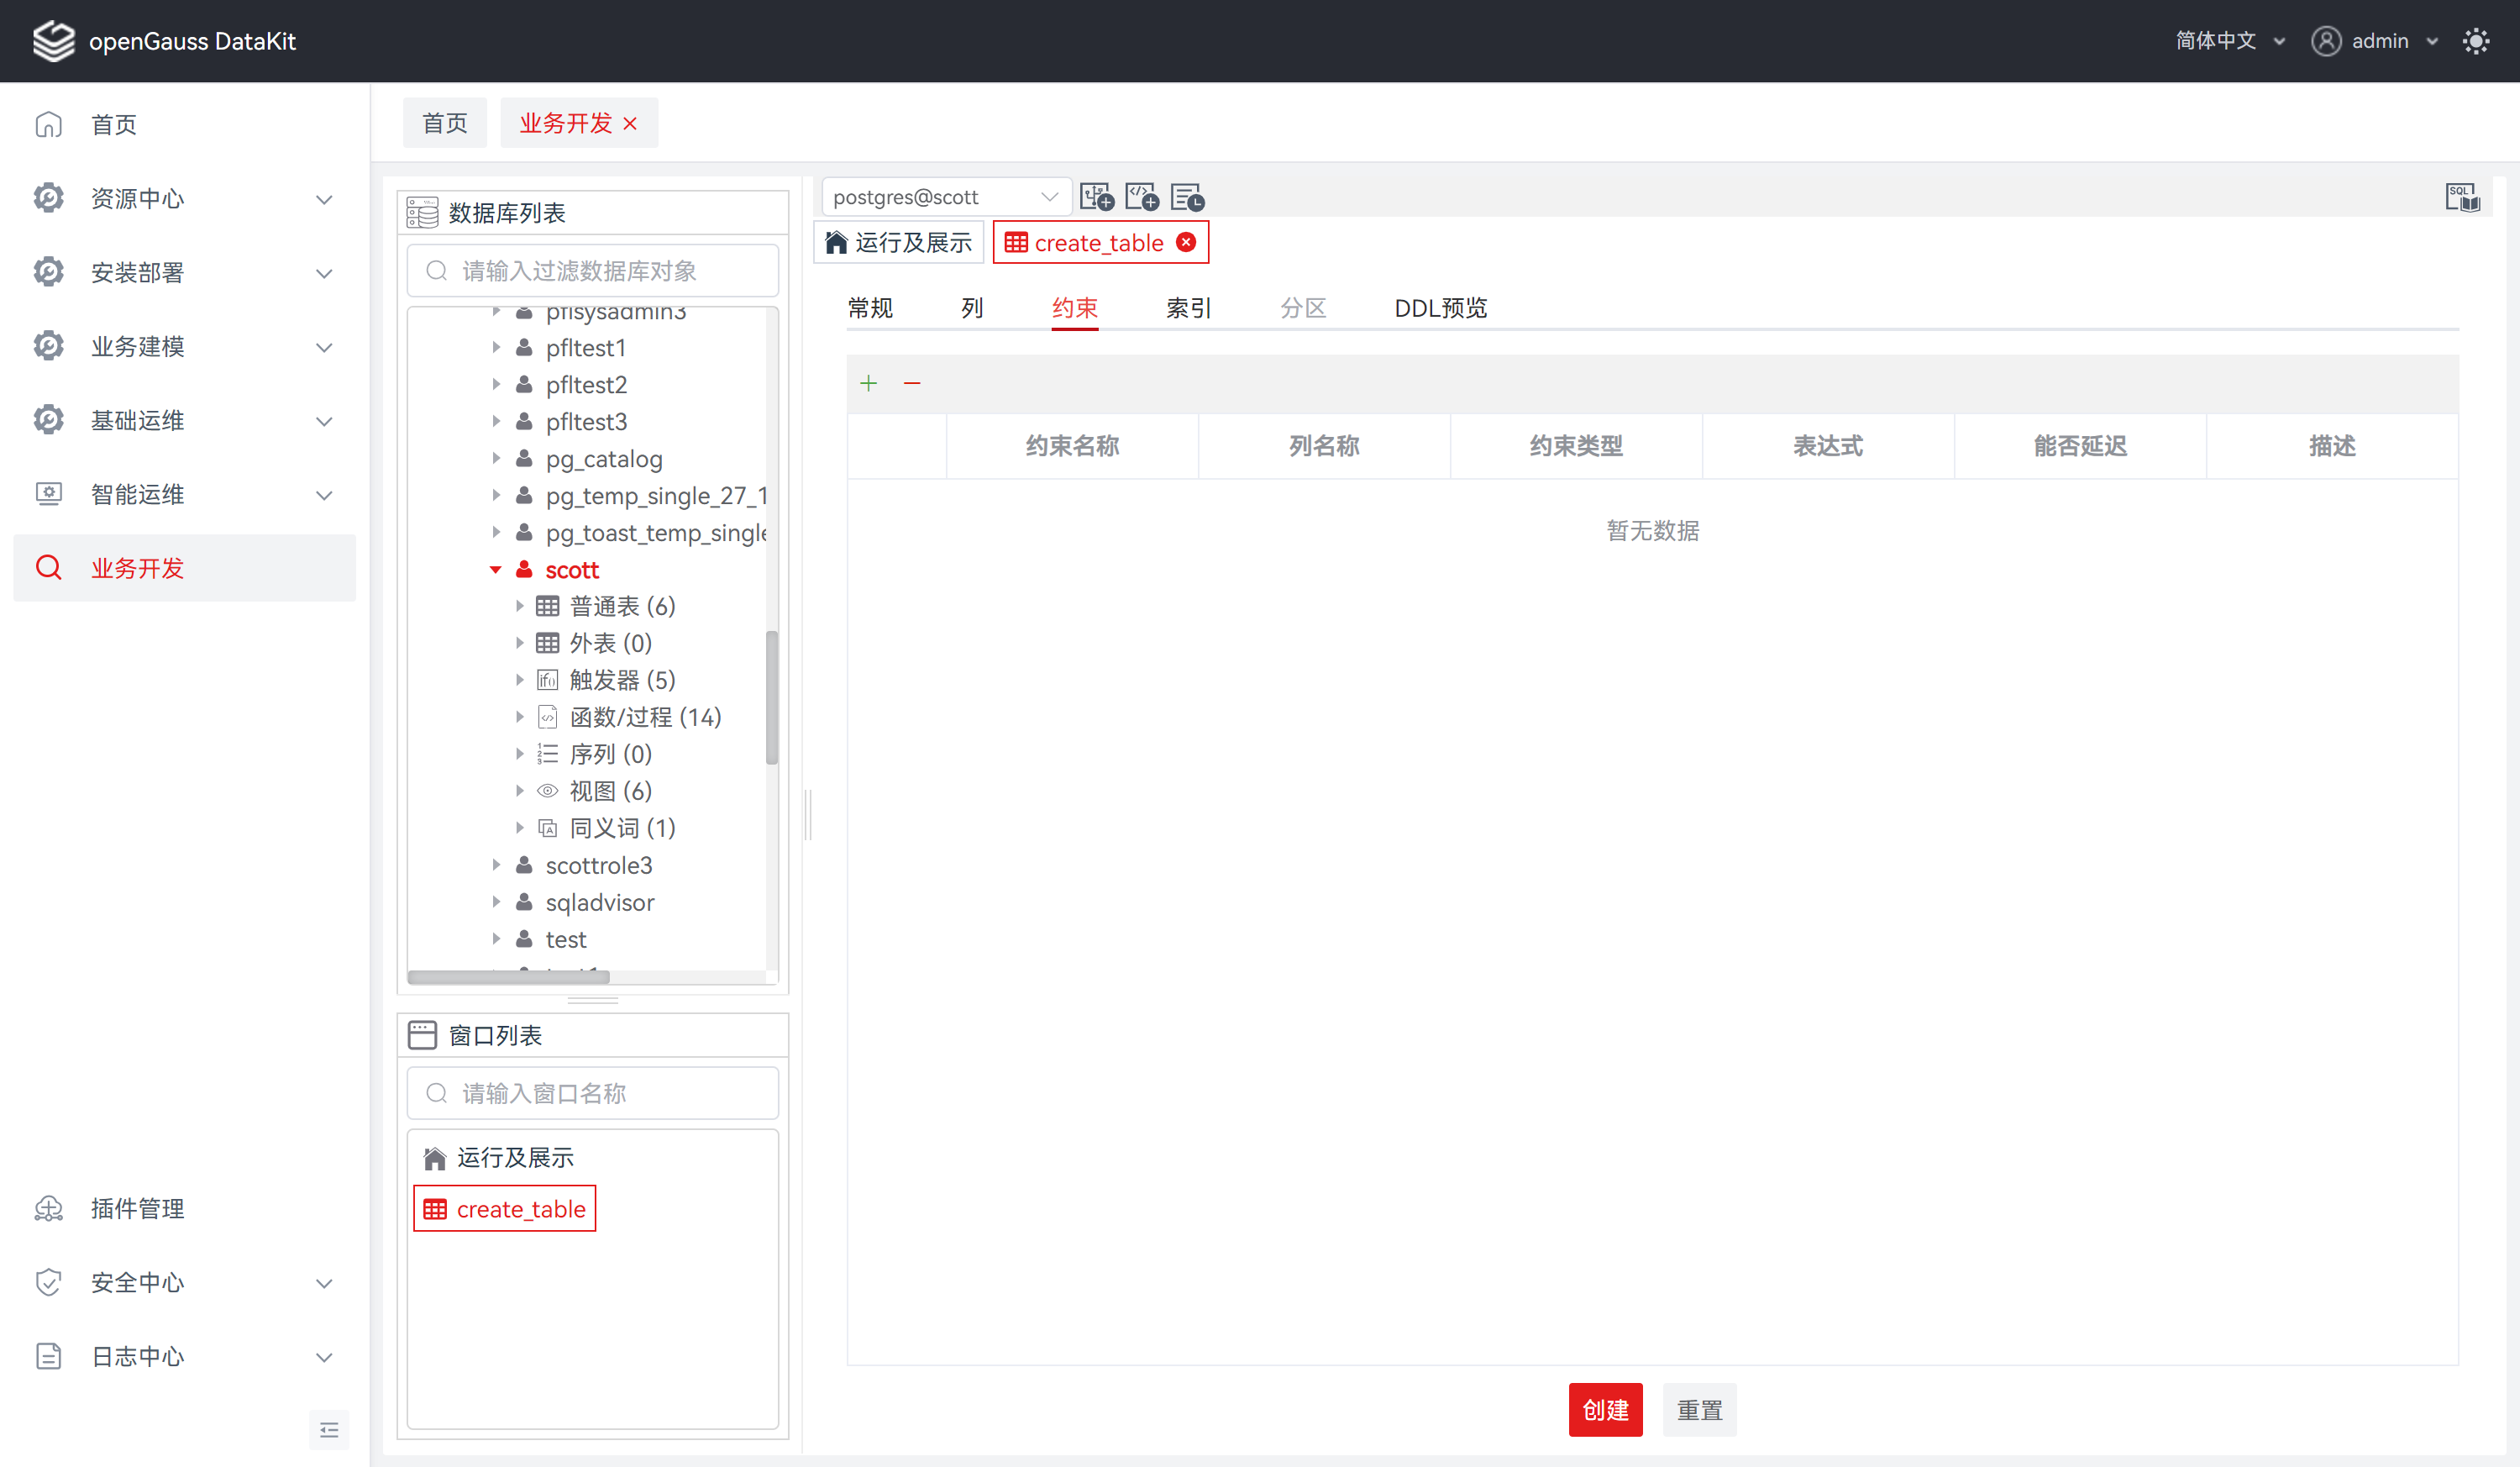 openGauss DataKit
简体中文
admin
首页
资源中心
安装部署
业务建模
基础运维
智能运维
业务开发
插件管理
安全中心
日志中心
首页
业务开发
数据库列表
请输入过滤数据库对象
pflsysadmin3
pfltest1
pfltest2
pfltest3
pg_catalog
pg_temp_single_27_1
pg_toast_temp_single
scott
普通表 (6)
外表 (0)
触发器 (5)
函数/过程 (14)
序列 (0)
视图 (6)
同义词 (1)
scottrole3
sqladvisor
test
窗口列表
请输入窗口名称
运行及展示
create_table
postgres@scott
SQL
运行及展示
create_table
常规
列
约束
索引
分区
DDL预览
约束名称
列名称
约束类型
表达式
能否延迟
描述
暂无数据
创建
重置